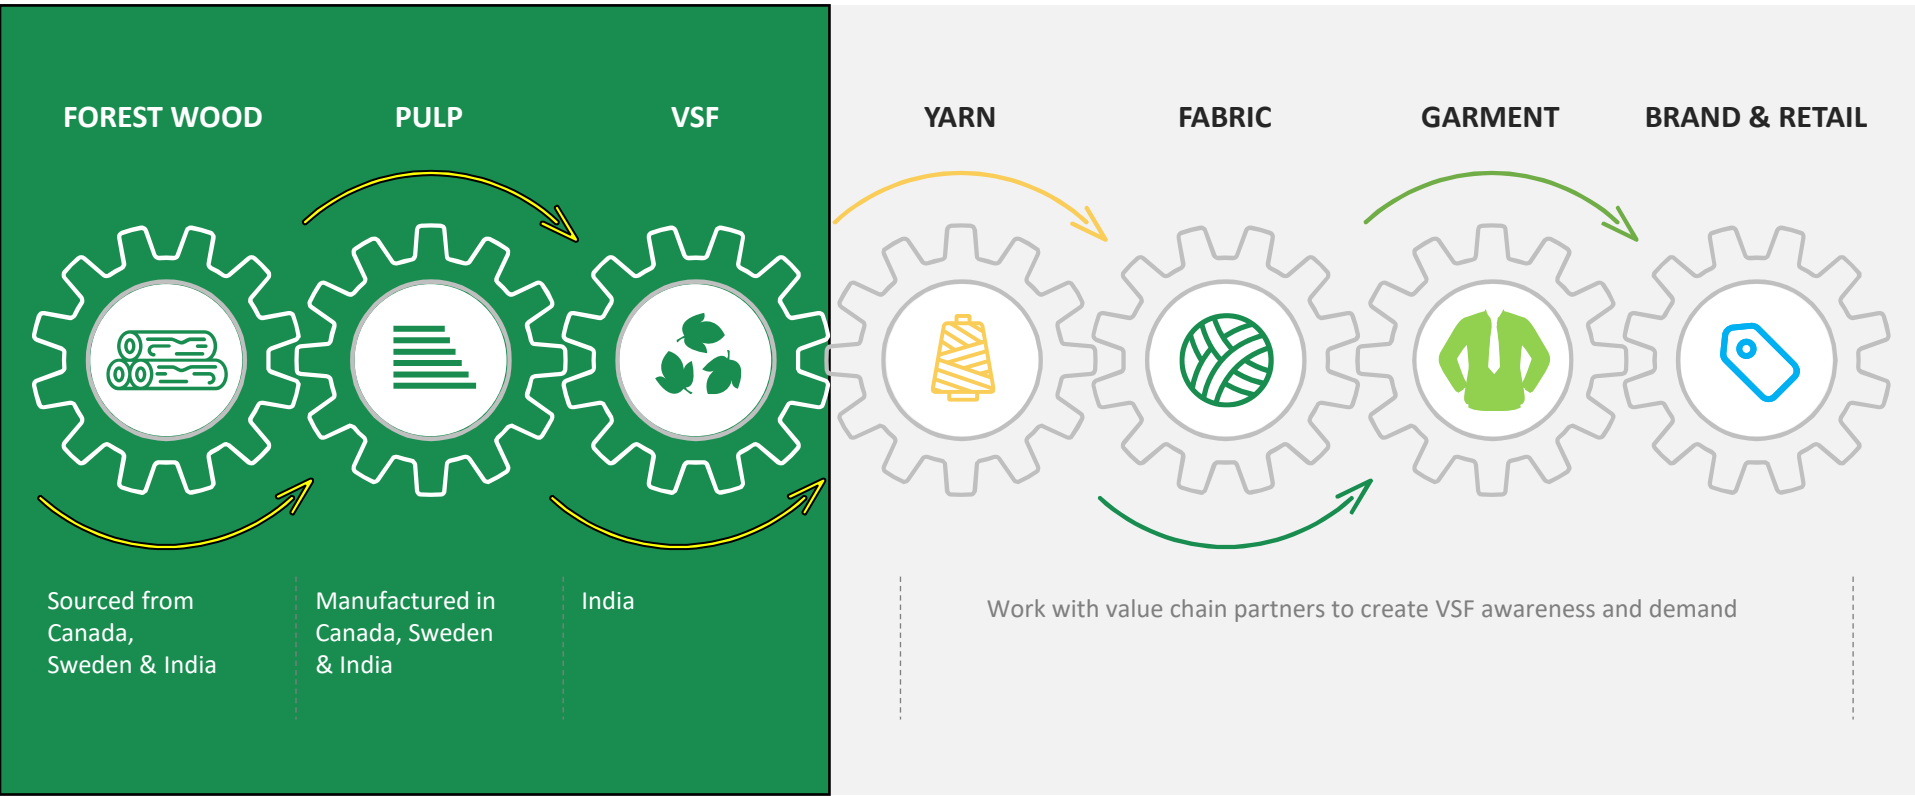 FOREST WOOD
PULP
VSF
YARN
FABRIC
GARMENT
BRAND & RETAIL
Sourced from
Canada,
Sweden & India
Manufactured in
Canada, Sweden
& India
India
Work with value chain partners to create VSF awareness and demand